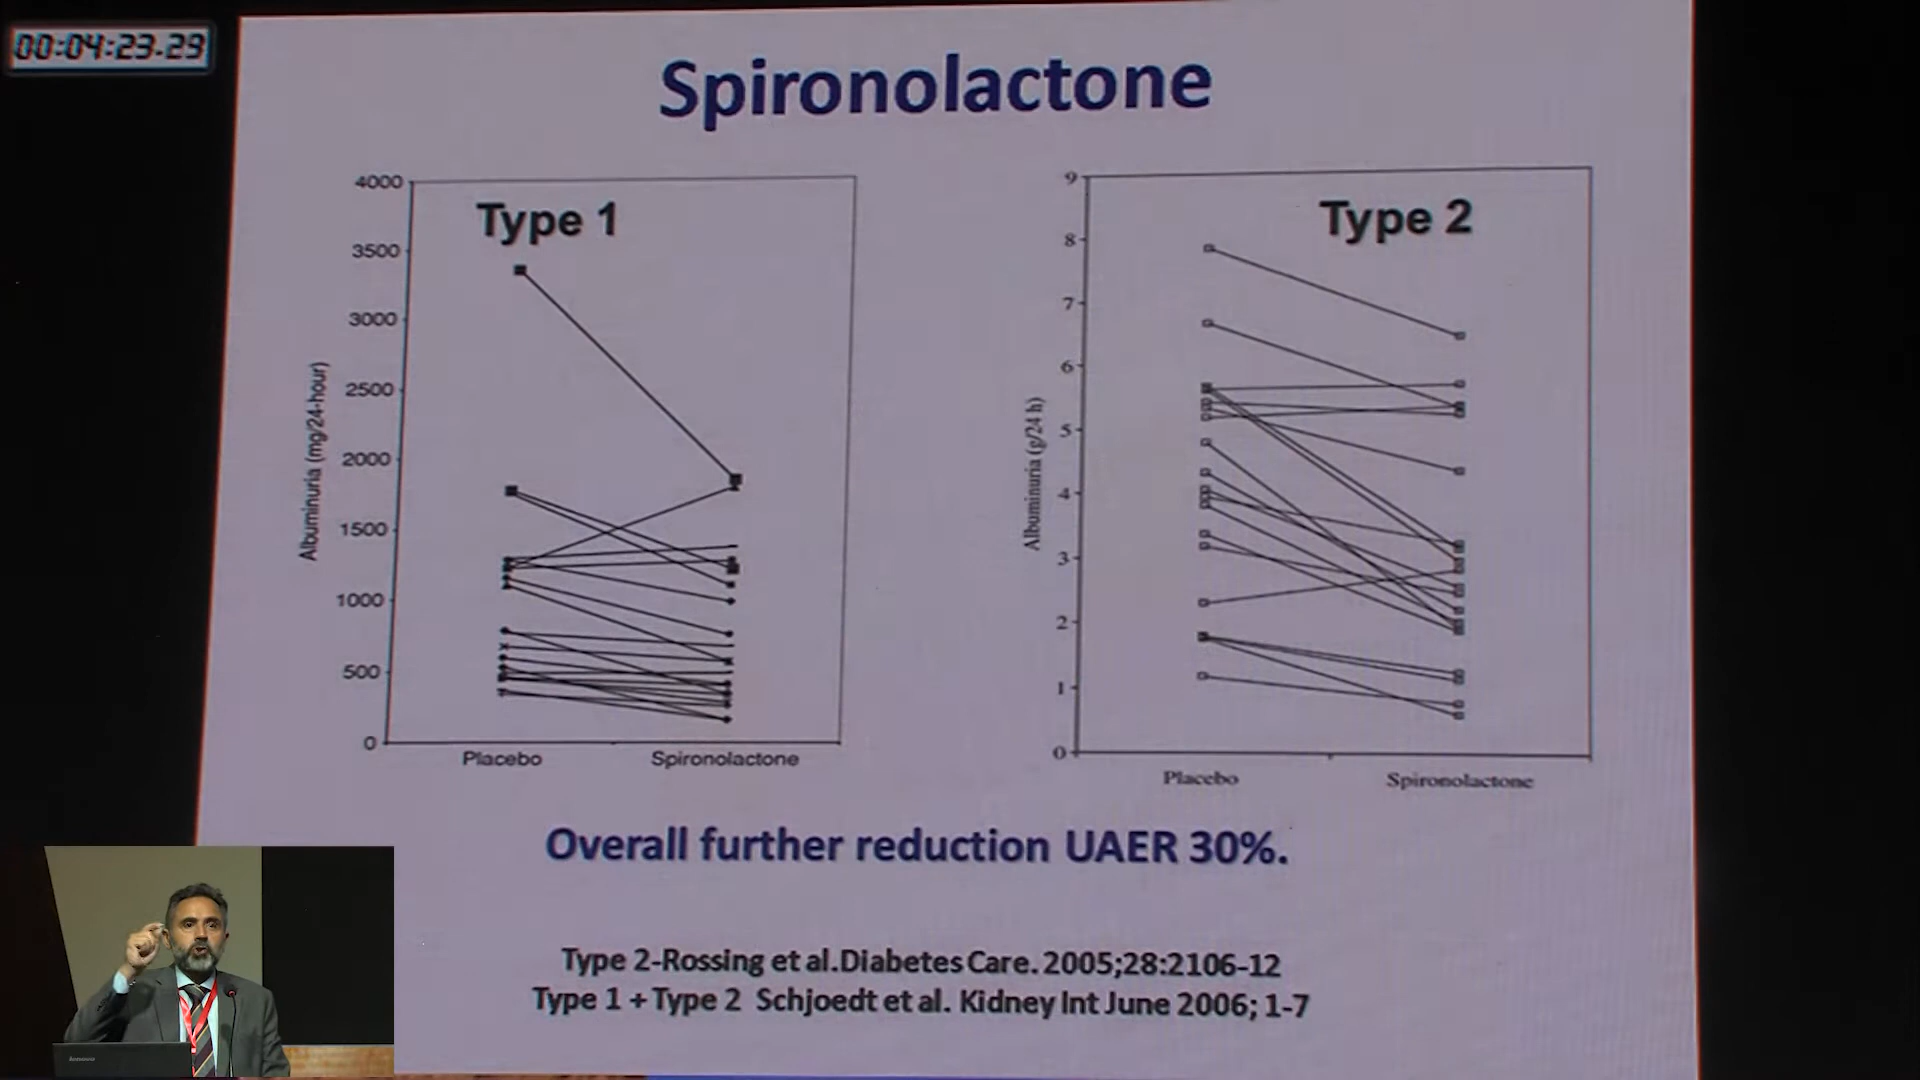 00:04:23.29
Spironolactone
Type 1
Albuminuria (mg/24-hour)
4000
3500
3000
2500
2000
1500
1000
500
0
Placebo Spironolactone
Type 2
Albuminuria (g/24 h)
9
8
7
6
5
4
3
2
1
0
Placebo Spironolactone
Overall further reduction UAER 30%.
Type 2-Rossing et al.Diabetes Care. 2005;28:2106-12
Type 1 + Type 2 Schjoedt et al. Kidney Int June 2006; 1-7
lenovo